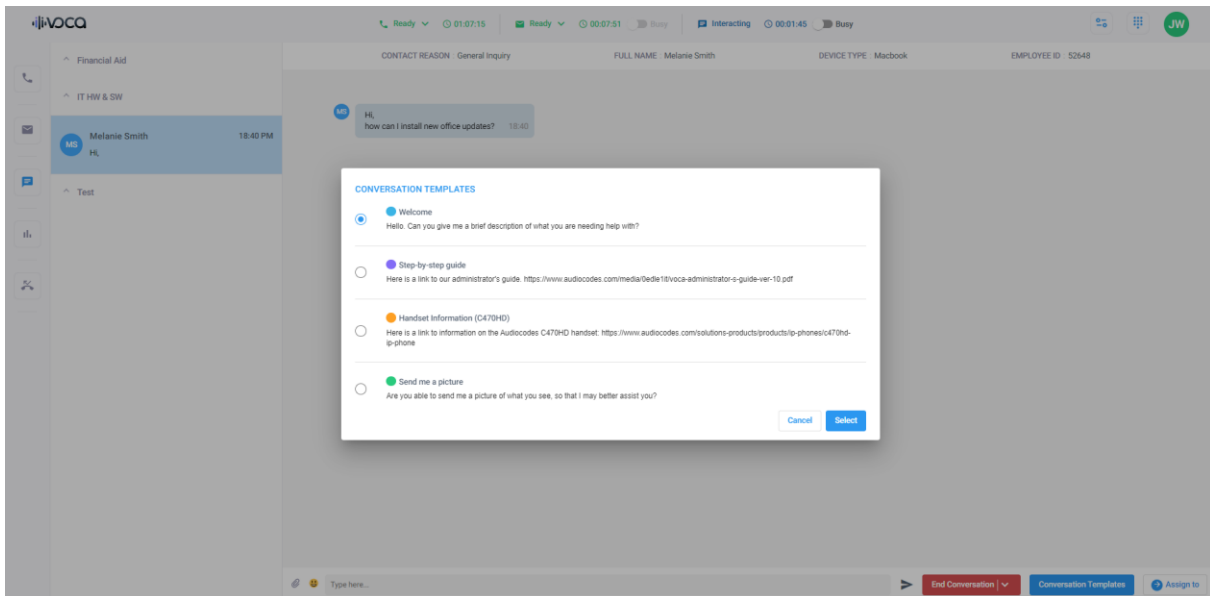 VOCA
Ready 01:07:15 Ready 00:07:51 Busy Interacting 00:01:45 Busy JW
Financial Aid
IT HW & SW
MS Melanie Smith 18:40 PM
Hi,
Test
CONTACT REASON General Inquiry FULL NAME Melanie Smith DEVICE TYPE Macbook EMPLOYEE ID 52648
MS Hi,
how can I install new office updates? 18:40
CONVERSATION TEMPLATES
Welcome
Hello. Can you give me a brief description of what you are needing help with?
Step-by-step guide
Here is a link to our administrator's guide. https://www.audiocodes.com/media/0edle1it/voca-administrator-s-guide-ver-10.pdf
Handset Information (C470HD)
Here is a link to information on the Audiocodes C470HD handset: https://www.audiocodes.com/solutions-products/products/ip-phones/c470hd-
ip-phone
Send me a picture
Are you able to send me a picture of what you see, so that I may better assist you?
Cancel Select
Type here... End Conversation Conversation Templates Assign to